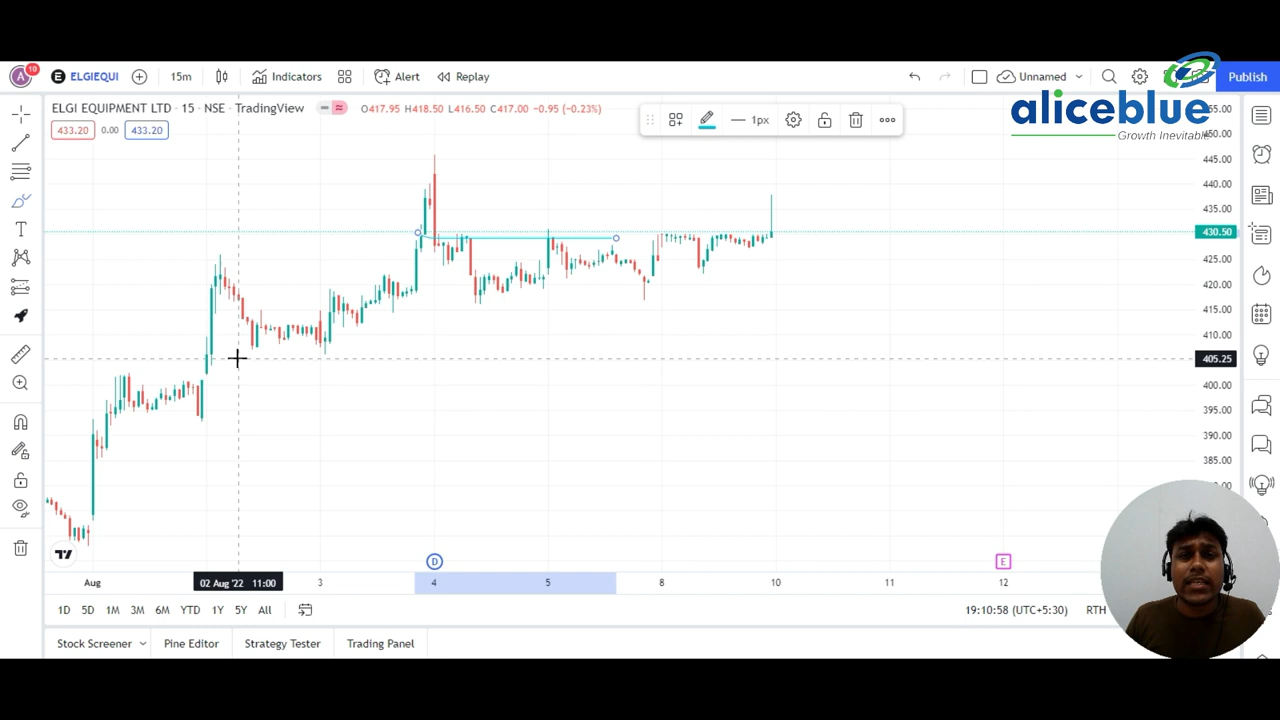 A 10 E ELGIEQUI 15m Indicators Alert Replay Unnamed Publish
aliceblue
Growth Inevitable
ELGI EQUIPMENT LTD · 15 · NSE · TradingView O417.95 H418.50 L416.50 C417.00 −0.95 (−0.23%)
433.20 0.00 433.20
1px
450.00
445.00
440.00
435.00
430.50
425.00
420.00
415.00
410.00
405.25
400.00
395.00
390.00
385.00
D E
Aug 02 Aug '22 11:00 3 4 5 8 10 11 12
1D 5D 1M 3M 6M YTD 1Y 5Y All 19:10:58 (UTC+5:30) RTH
Stock Screener Pine Editor Strategy Tester Trading Panel